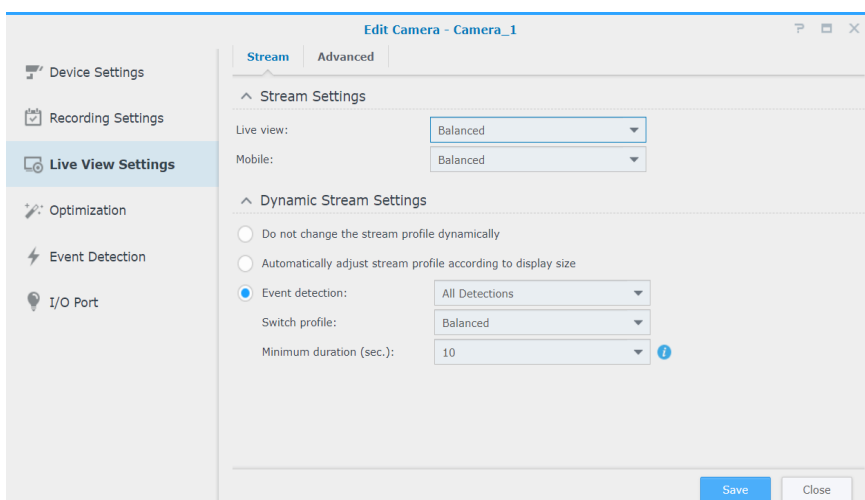 Edit Camera - Camera_1
Device Settings
Recording Settings
Live View Settings
Optimization
Event Detection
I/O Port
Stream Advanced
Stream Settings
Live view: Balanced
Mobile: Balanced
Dynamic Stream Settings
Do not change the stream profile dynamically
Automatically adjust stream profile according to display size
Event detection: All Detections
Switch profile: Balanced
Minimum duration (sec.): 10
Save Close